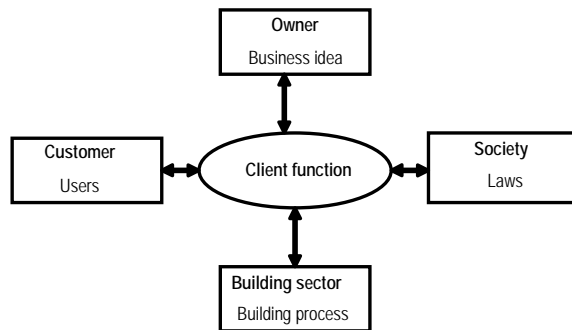 Owner
Business idea
Customer
Users
Client function
Society
Laws
Building sector
Building process